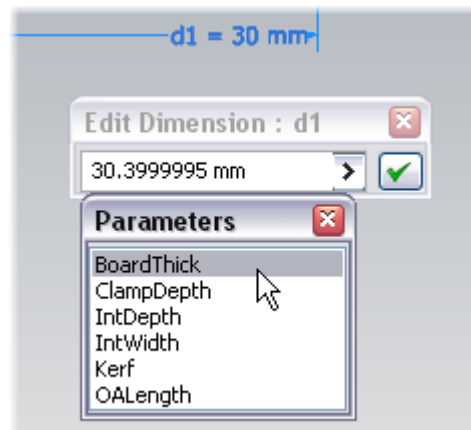 d1 = 30 mm
Edit Dimension : d1
30.3999995 mm
Parameters
BoardThick
ClampDepth
IntDepth
IntWidth
Kerf
OALength